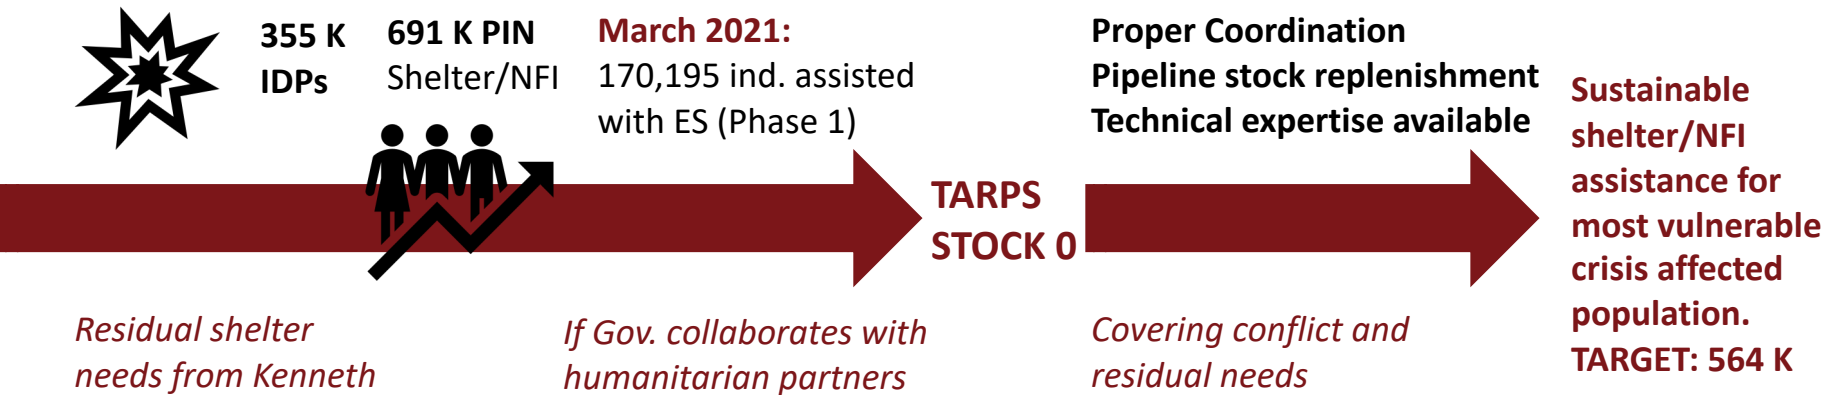 355 K
IDPs
691 K PIN
Shelter/NFI
March 2021:
170,195 ind. assisted
with ES (Phase 1)
Proper Coordination
Pipeline stock replenishment
Technical expertise available
TARPS
STOCK 0
Sustainable
shelter/NFI
assistance for
most vulnerable
crisis affected
population.
TARGET: 564 K
Residual shelter
needs from Kenneth
If Gov. collaborates with
humanitarian partners
Covering conflict and
residual needs